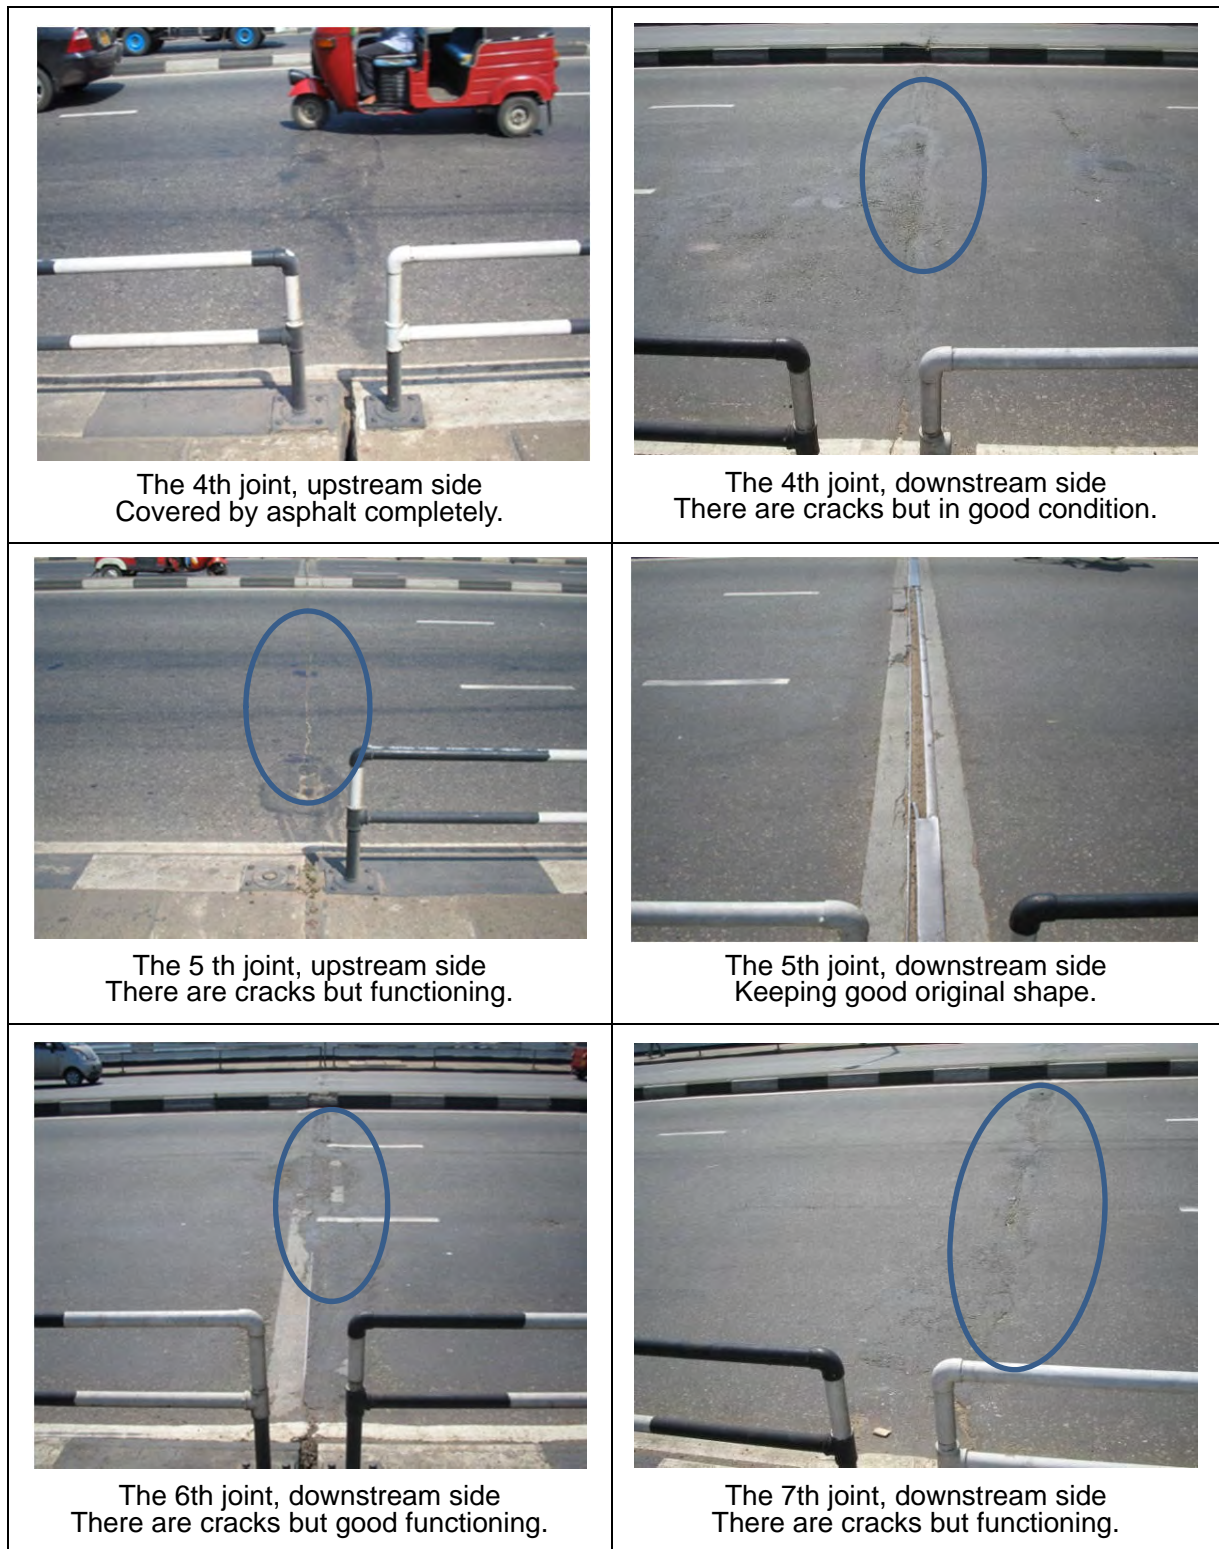 The 4th joint, upstream side
Covered by asphalt completely.
The 4th joint, downstream side
There are cracks but in good condition.
The 5 th joint, upstream side
There are cracks but functioning.
The 5th joint, downstream side
Keeping good original shape.
The 6th joint, downstream side
There are cracks but good functioning.
The 7th joint, downstream side
There are cracks but functioning.